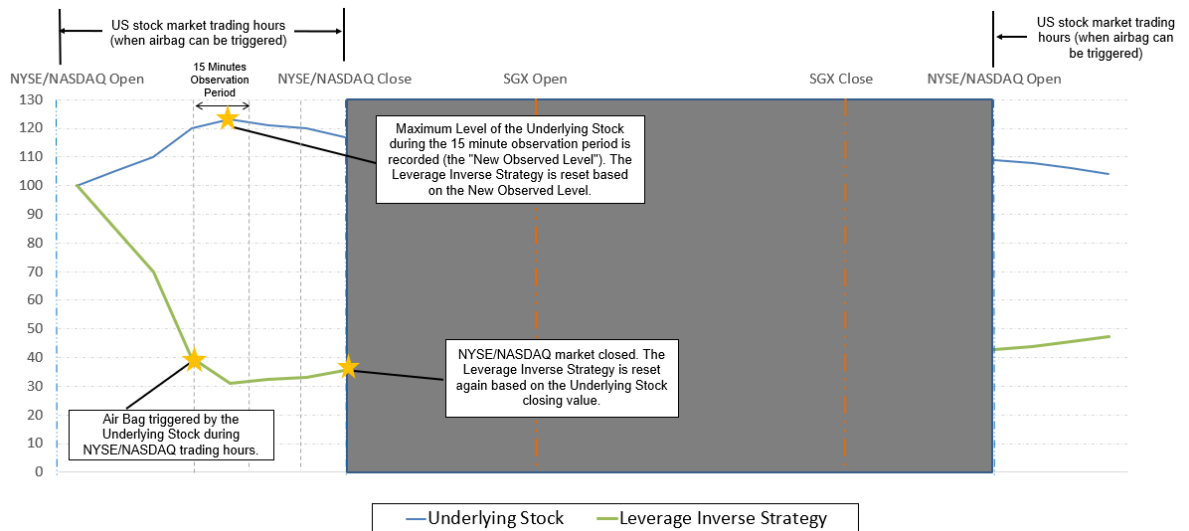 US stock market trading hours
(when airbag can be triggered)
US stock market trading
hours (when airbag can
be triggered)
NYSE/NASDAQ Open
15 Minutes
Observation
Period
NYSE/NASDAQ Close
SGX Open
SGX Close
NYSE/NASDAQ Open
130
120
110
100
90
80
70
60
50
40
30
20
10
0
Maximum Level of the Underlying Stock
during the 15 minute observation period is
recorded (the "New Observed Level"). The
Leverage Inverse Strategy is reset based
on the New Observed Level.
NYSE/NASDAQ market closed. The
Leverage Inverse Strategy is reset
again based on the Underlying Stock
closing value.
Air Bag triggered by the
Underlying Stock during
NYSE/NASDAQ trading hours.
Underlying Stock
Leverage Inverse Strategy